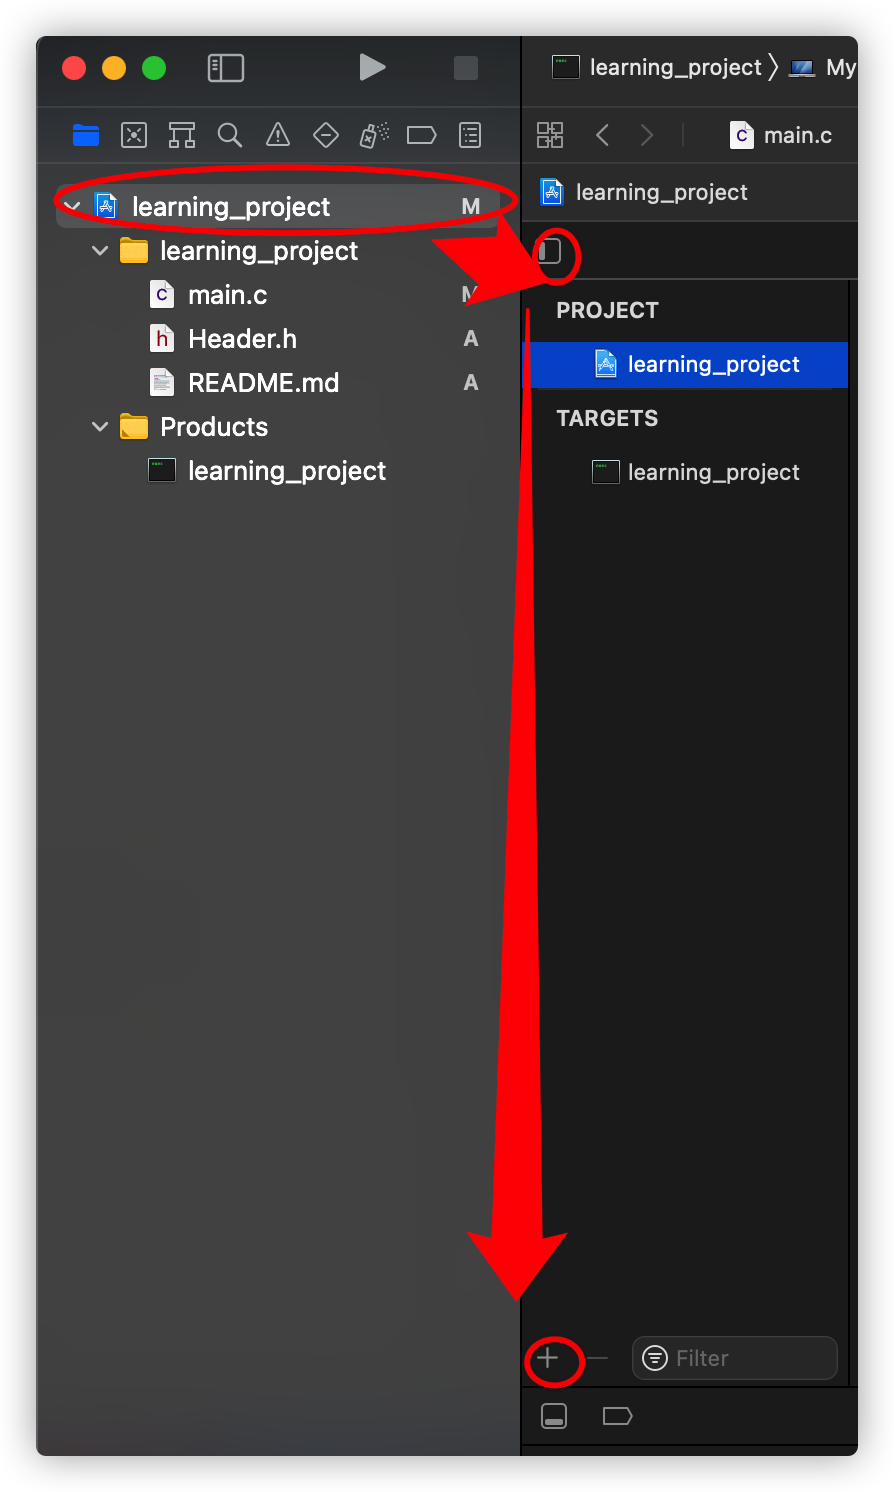 learning_project
My
main.c
learning_project
learning_project M
learning_project
main.c M
Header.h A
README.md A
Products
learning_project
PROJECT
learning_project
TARGETS
learning_project
Filter